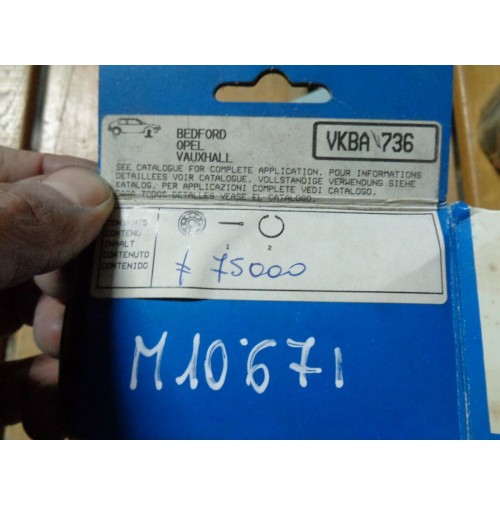 BEDFORD
OPEL
VAUXHALL
VKBA 736
SEE CATALOGUE FOR COMPLETE APPLICATION. POUR INFORMATIONS
DETAILLEES VOIR CATALOGUE. VOLLSTANDIGE VERWENDUNG SIEHE
KATALOG. PER APPLICAZIONI COMPLETE VEDI CATALOGO.
PARA TODOS DETALLES VEASE EL CATALOGO.
CONTENTS
CONTENU
INHALT
CONTENUTO
CONTENIDO
1 2
75000
M10671